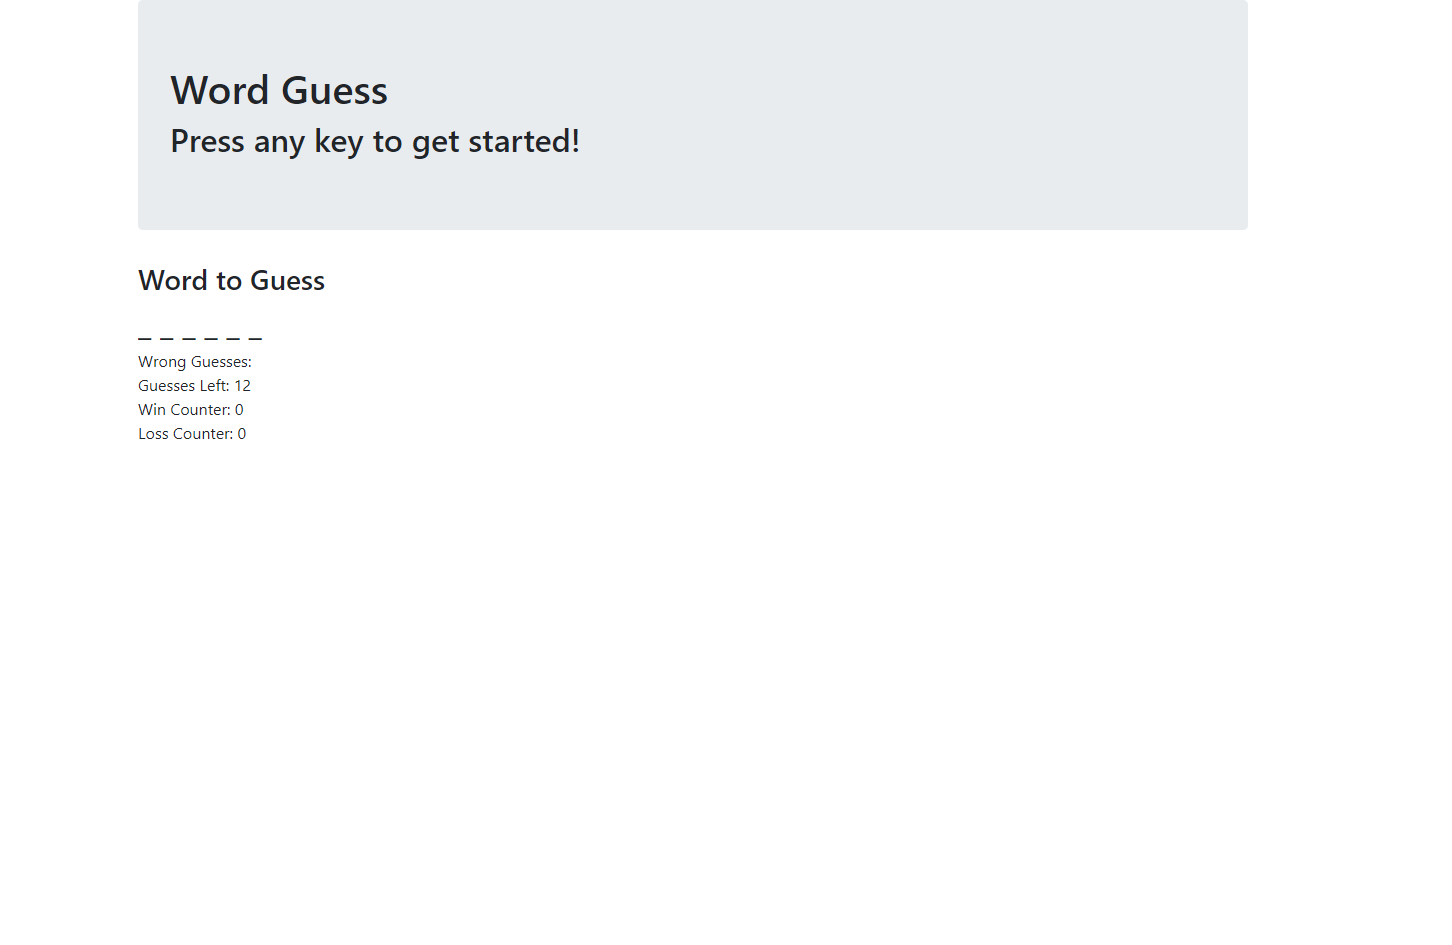 Word Guess
Press any key to get started!
Word to Guess
_ _ _ _ _ _
Wrong Guesses:
Guesses Left: 12
Win Counter: 0
Loss Counter: 0